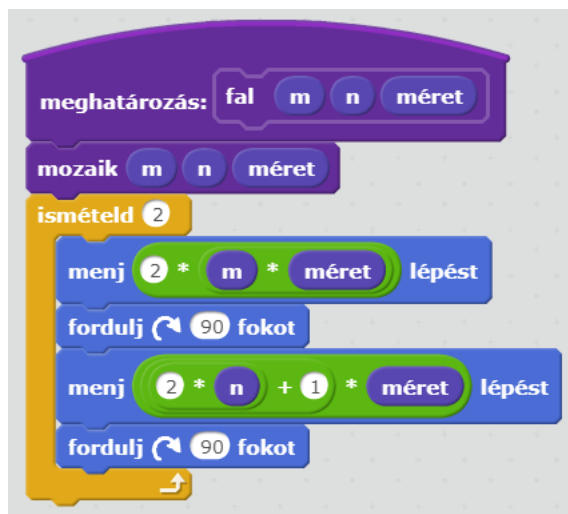 meghatározás: fal m n méret
mozaik m n méret
ismételd 2
menj 2 * m * méret lépést
fordulj 90 fokot
menj 2 * n + 1 * méret lépést
fordulj 90 fokot